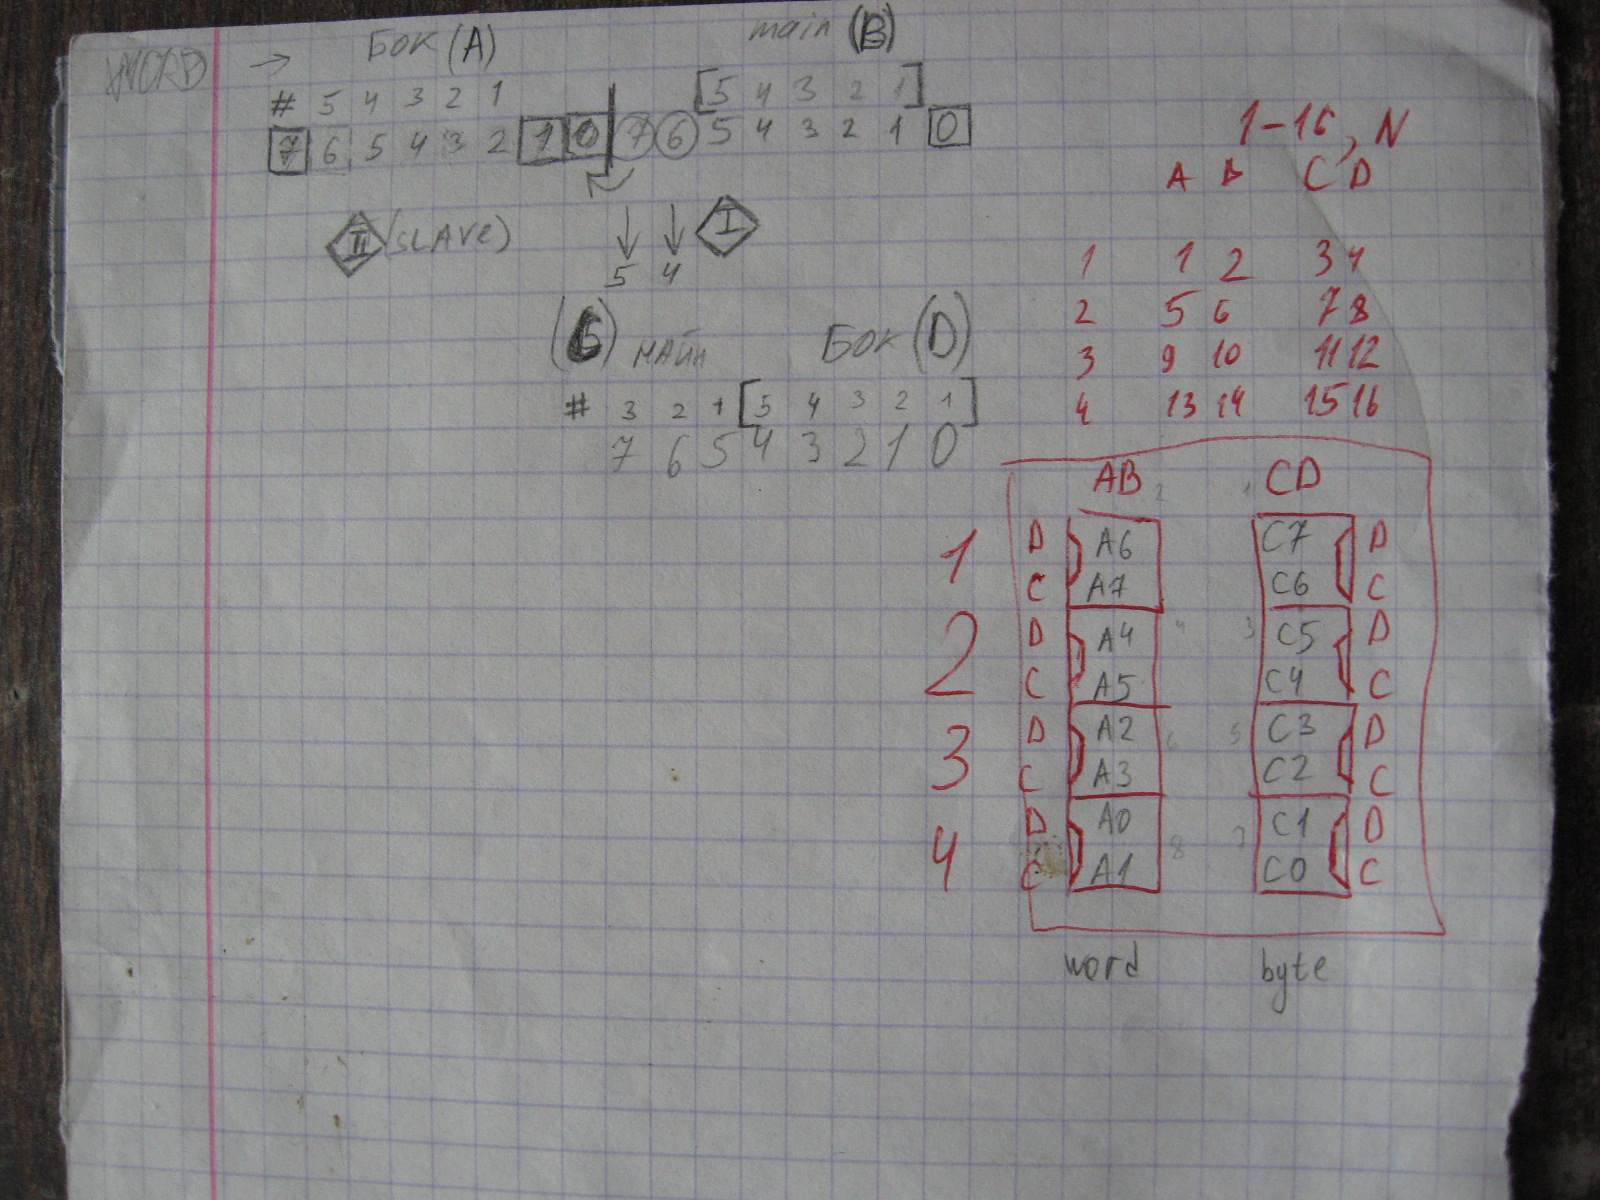 WORD → БОК (A) main (B)
# 5 4 3 2 1 [5 4 3 2 1]
7 6 5 4 3 2 1 0 7 6 5 4 3 2 1 0
II (SLAVE) ↓ ↓ I
5 4
(C) МАЙН БОК (D)
# 3 2 1 [5 4 3 2 1]
7 6 5 4 3 2 1 0
1-16, N
A B C D
1 1 2 3 4
2 5 6 7 8
3 9 10 11 12
4 13 14 15 16
AB 2 1 CD
1 D A6 C7 D
C A7 C6 C
2 D A4 4 3 C5 D
C A5 C4 C
3 D A2 6 5 C3 D
C A3 C2 C
4 D A0 8 7 C1 D
C A1 C0 C
word byte